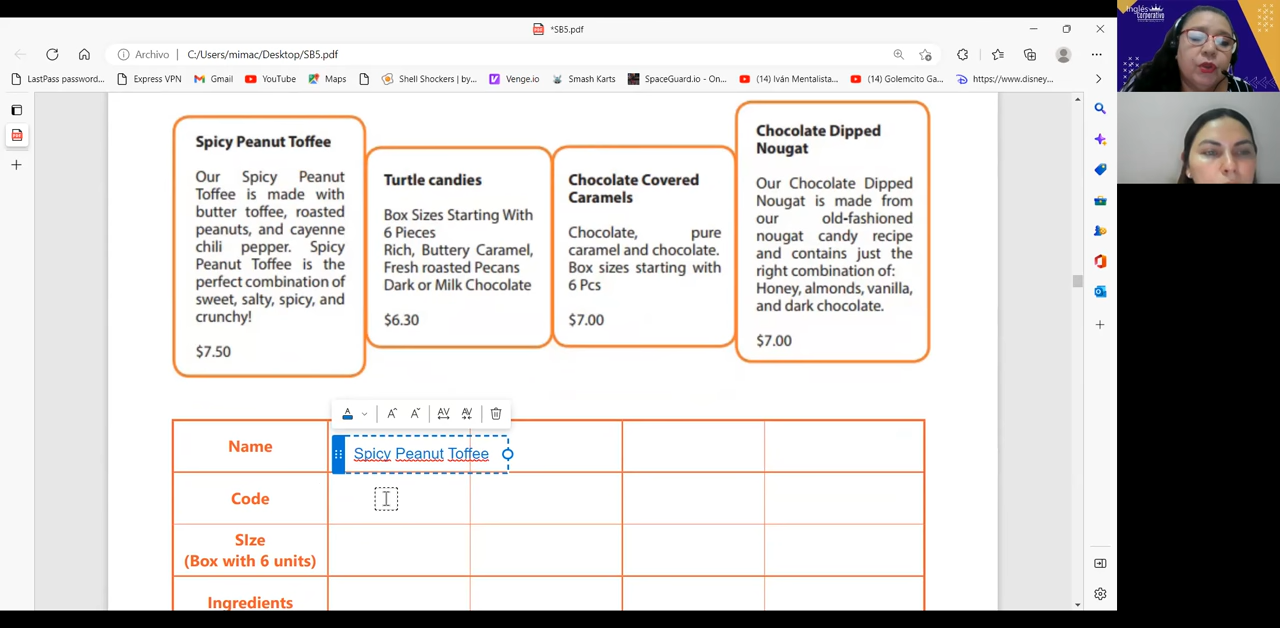 *SB5.pdf
Archivo
C:/Users/mimac/Desktop/SB5.pdf
LastPass password...
Express VPN
Gmail
YouTube
Maps
Shell Shockers | by...
Venge.io
Smash Karts
SpaceGuard.io - On...
(14) Iván Mentalista...
(14) Golemcito Ga...
https://www.disney...
Inglés
Corporativo
Spicy Peanut Toffee
Our Spicy Peanut
Toffee is made with
butter toffee, roasted
peanuts, and cayenne
chili pepper. Spicy
Peanut Toffee is the
perfect combination of
sweet, salty, spicy, and
crunchy!
$7.50
Turtle candies
Box Sizes Starting With
6 Pieces
Rich, Buttery Caramel,
Fresh roasted Pecans
Dark or Milk Chocolate
$6.30
Chocolate Covered
Caramels
Chocolate, pure
caramel and chocolate.
Box sizes starting with
6 Pcs
$7.00
Chocolate Dipped
Nougat
Our Chocolate Dipped
Nougat is made from
our old-fashioned
nougat candy recipe
and contains just the
right combination of:
Honey, almonds, vanilla,
and dark chocolate.
$7.00
Name
Spicy Peanut Toffee
Code
SIze
(Box with 6 units)
Ingredients